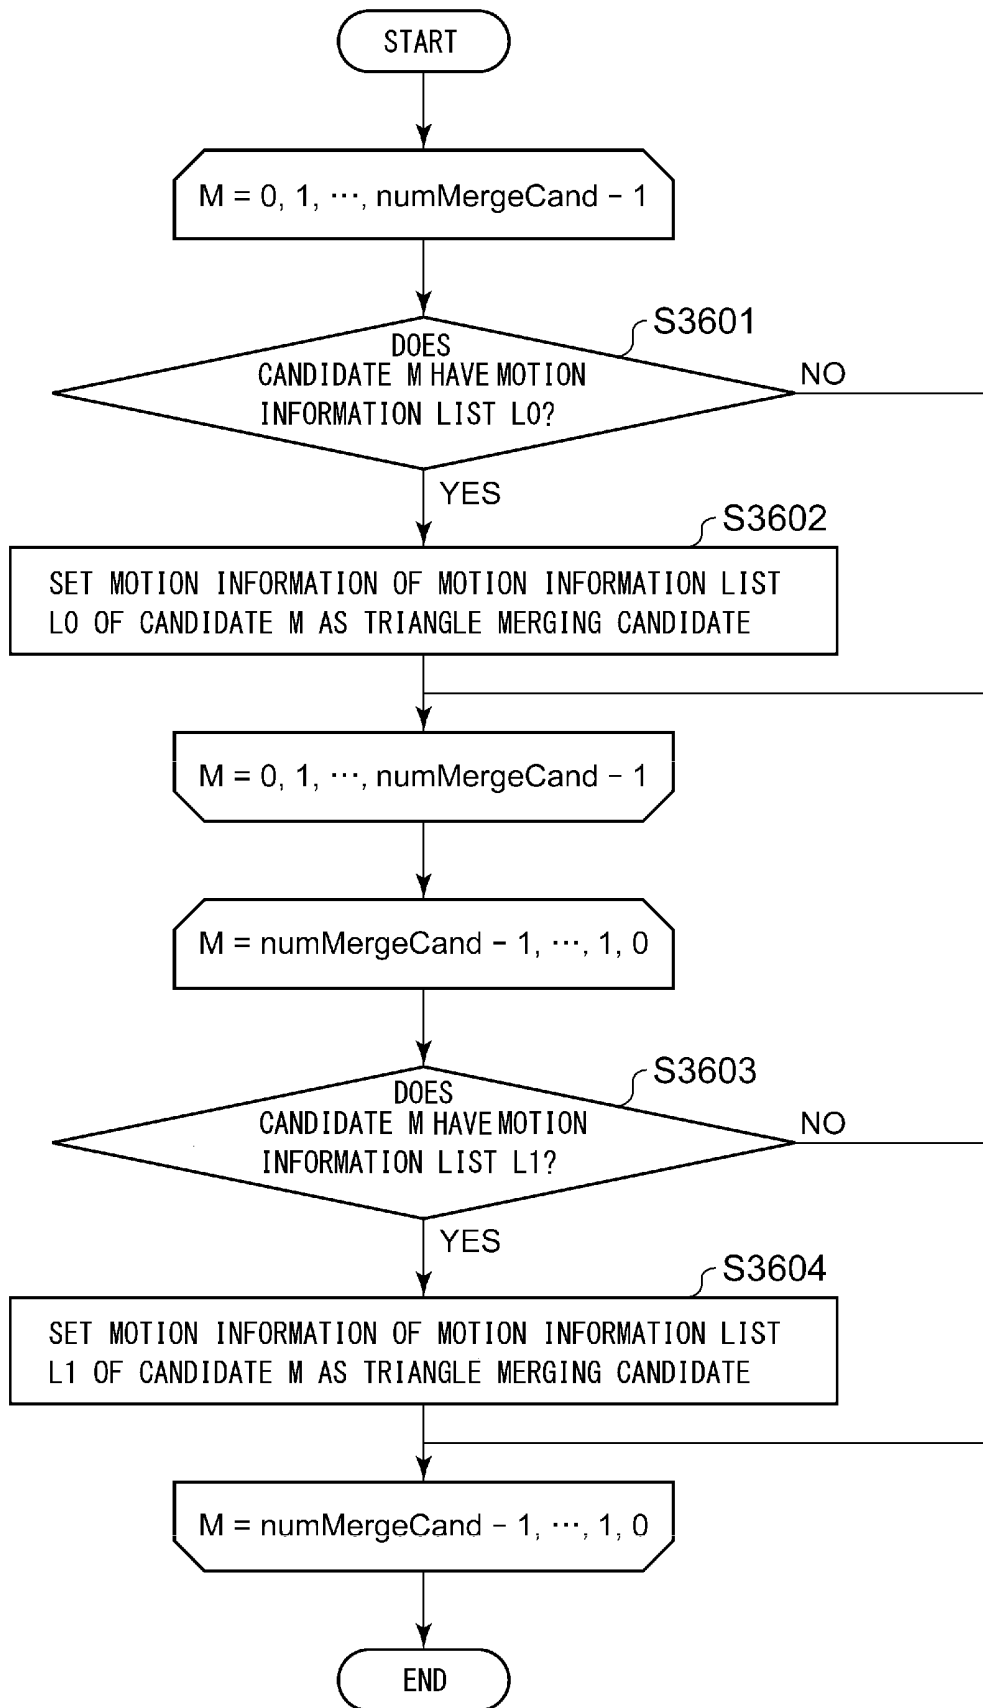 START
M = 0, 1, ···, numMergeCand − 1
S3601
DOES
CANDIDATE M HAVE MOTION
INFORMATION LIST L0?
NO
YES
S3602
SET MOTION INFORMATION OF MOTION INFORMATION LIST
L0 OF CANDIDATE M AS TRIANGLE MERGING CANDIDATE
M = 0, 1, ···, numMergeCand − 1
M = numMergeCand − 1, ···, 1, 0
S3603
DOES
CANDIDATE M HAVE MOTION
INFORMATION LIST L1?
NO
YES
S3604
SET MOTION INFORMATION OF MOTION INFORMATION LIST
L1 OF CANDIDATE M AS TRIANGLE MERGING CANDIDATE
M = numMergeCand − 1, ···, 1, 0
END